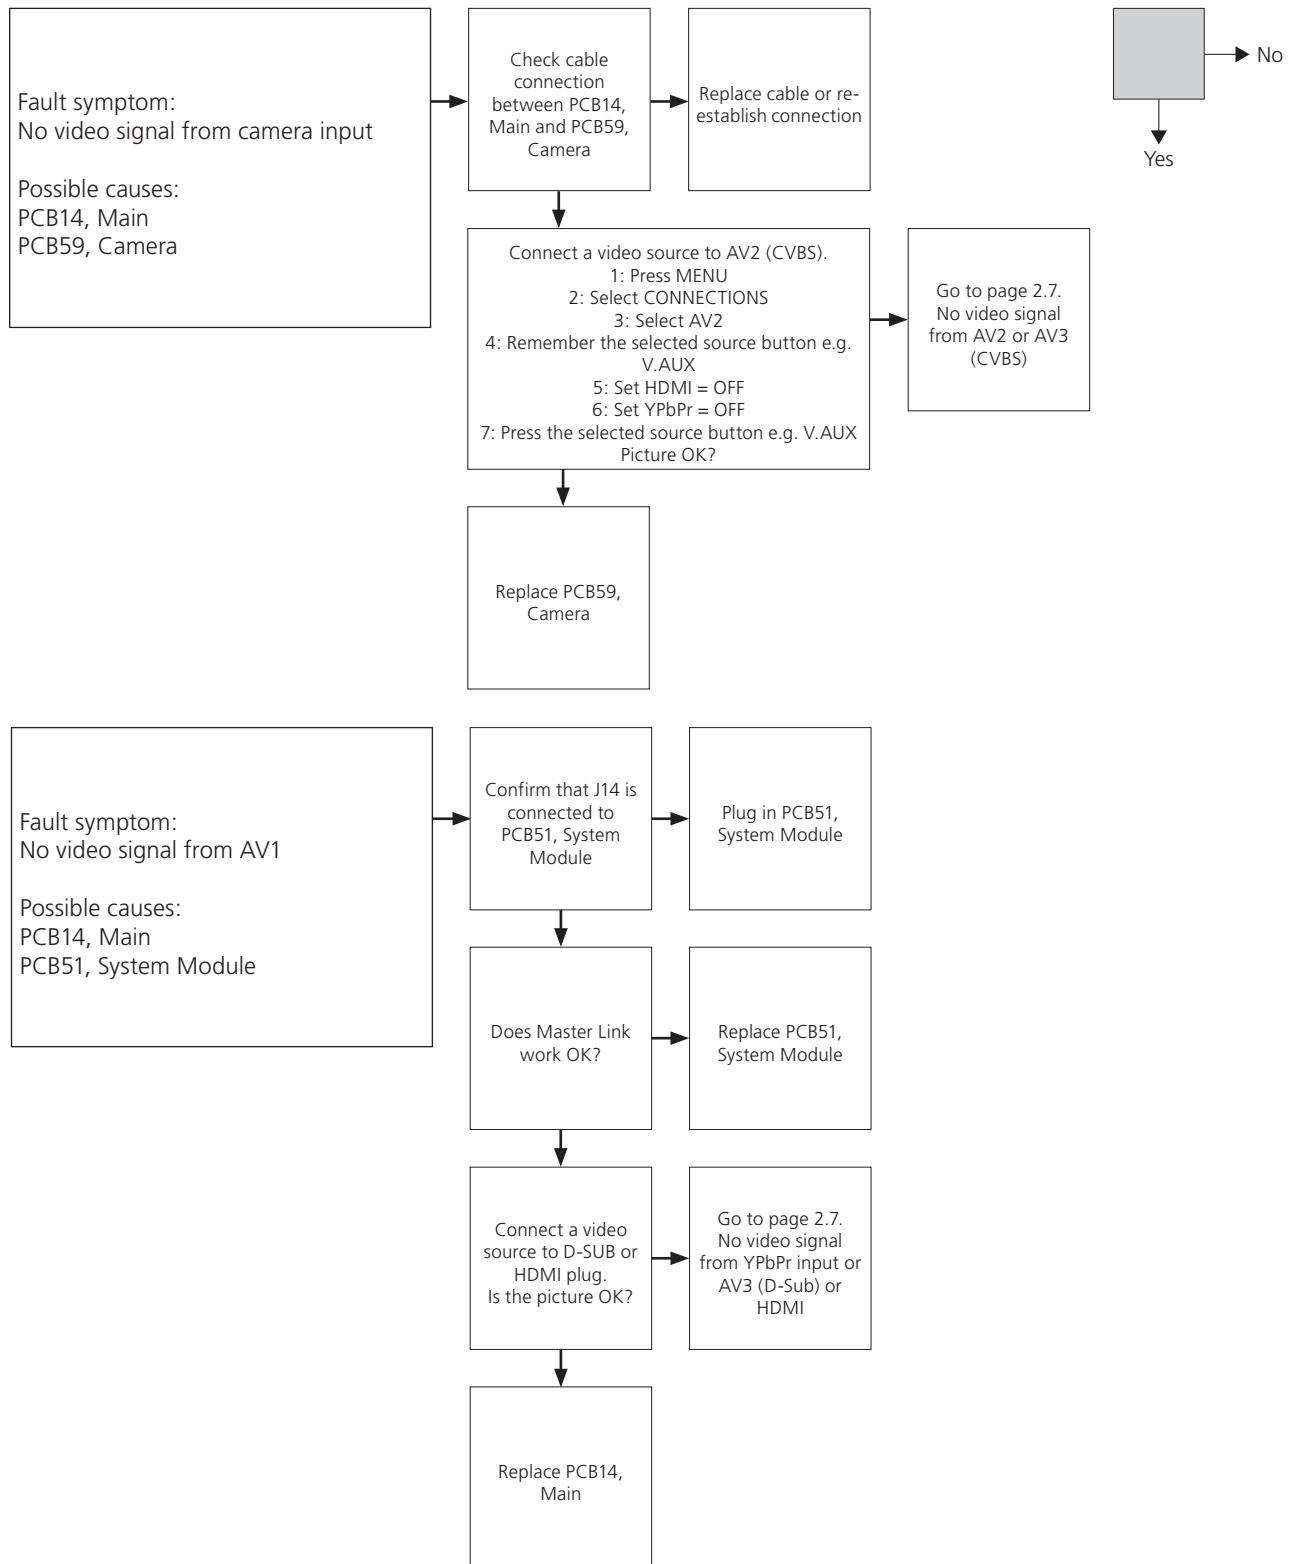 Fault symptom:
No video signal from camera input
Possible causes:
PCB14, Main
PCB59, Camera
Check cable
connection
between PCB14,
Main and PCB59,
Camera
Replace cable or re-
establish connection
No
Yes
Connect a video source to AV2 (CVBS).
1: Press MENU
2: Select CONNECTIONS
3: Select AV2
4: Remember the selected source button e.g.
V.AUX
5: Set HDMI = OFF
6: Set YPbPr = OFF
7: Press the selected source button e.g. V.AUX
Picture OK?
Go to page 2.7.
No video signal
from AV2 or AV3
(CVBS)
Replace PCB59,
Camera
Fault symptom:
No video signal from AV1
Possible causes:
PCB14, Main
PCB51, System Module
Confirm that J14 is
connected to
PCB51, System
Module
Plug in PCB51,
System Module
Does Master Link
work OK?
Replace PCB51,
System Module
Connect a video
source to D-SUB or
HDMI plug.
Is the picture OK?
Go to page 2.7.
No video signal
from YPbPr input or
AV3 (D-Sub) or
HDMI
Replace PCB14,
Main